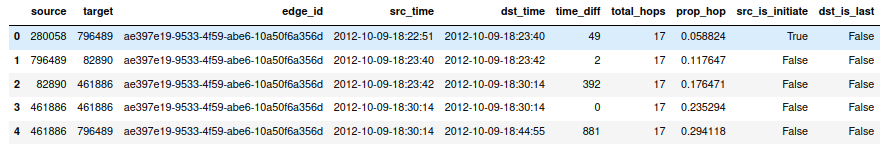 source target edge_id src_time dst_time time_diff total_hops prop_hop src_is_initiate dst_is_last
0 280058 796489 ae397e19-9533-4f59-abe6-10a50f6a356d 2012-10-09-18:22:51 2012-10-09-18:23:40 49 17 0.058824 True False
1 796489 82890 ae397e19-9533-4f59-abe6-10a50f6a356d 2012-10-09-18:23:40 2012-10-09-18:23:42 2 17 0.117647 False False
2 82890 461886 ae397e19-9533-4f59-abe6-10a50f6a356d 2012-10-09-18:23:42 2012-10-09-18:30:14 392 17 0.176471 False False
3 461886 461886 ae397e19-9533-4f59-abe6-10a50f6a356d 2012-10-09-18:30:14 2012-10-09-18:30:14 0 17 0.235294 False False
4 461886 796489 ae397e19-9533-4f59-abe6-10a50f6a356d 2012-10-09-18:30:14 2012-10-09-18:44:55 881 17 0.294118 False False